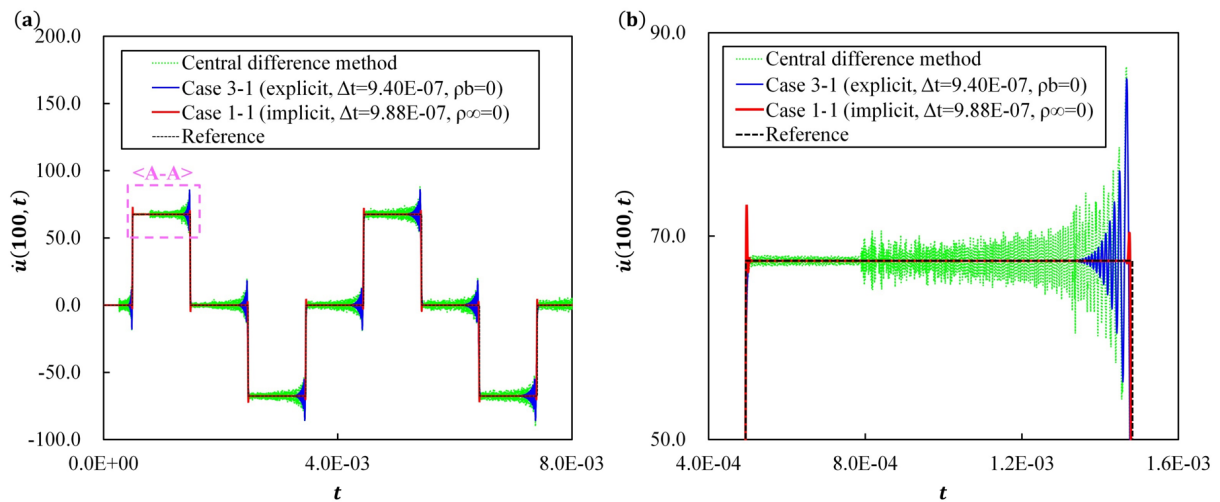 (a)
200.0
150.0
100.0
50.0
0.0
-50.0
-100.0
u̇(100, t)
Central difference method
Case 3-1 (explicit, Δt=9.40E-07, ρb=0)
Case 1-1 (implicit, Δt=9.88E-07, ρ∞=0)
Reference
<A-A>
0.0E+00
4.0E-03
8.0E-03
t
(b)
90.0
70.0
50.0
u̇(100, t)
Central difference method
Case 3-1 (explicit, Δt=9.40E-07, ρb=0)
Case 1-1 (implicit, Δt=9.88E-07, ρ∞=0)
Reference
4.0E-04
8.0E-04
1.2E-03
1.6E-03
t